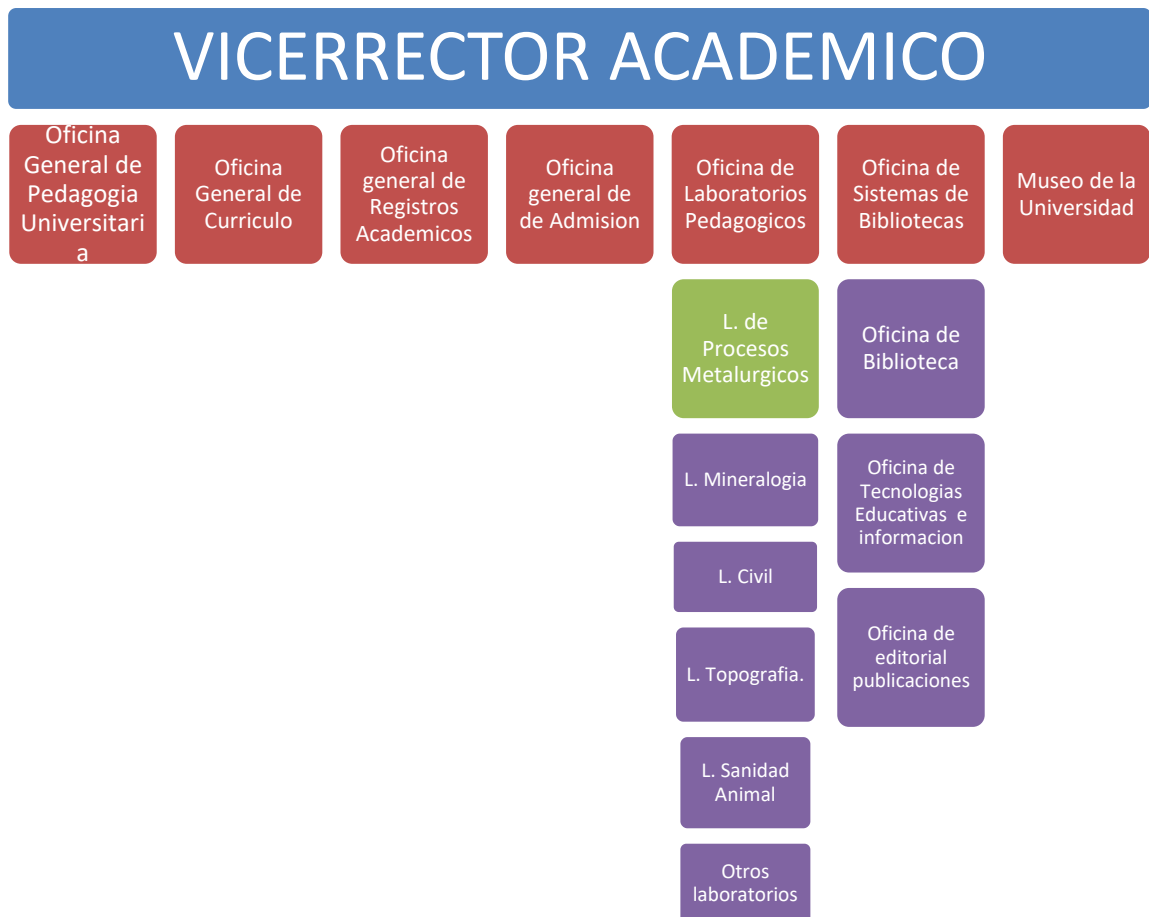 VICERRECTOR ACADEMICO
Oficina
General de
Pedagogia
Universitari
a
Oficina
General de
Curriculo
Oficina
general de
Registros
Academicos
Oficina
general de
de Admision
Oficina de
Laboratorios
Pedagogicos
Oficina de
Sistemas de
Bibliotecas
Museo de la
Universidad
L. de
Procesos
Metalurgicos
L. Mineralogia
L. Civil
L. Topografia.
L. Sanidad
Animal
Otros
laboratorios
Oficina de
Biblioteca
Oficina de
Tecnologias
Educativas e
informacion
Oficina de
editorial
publicaciones